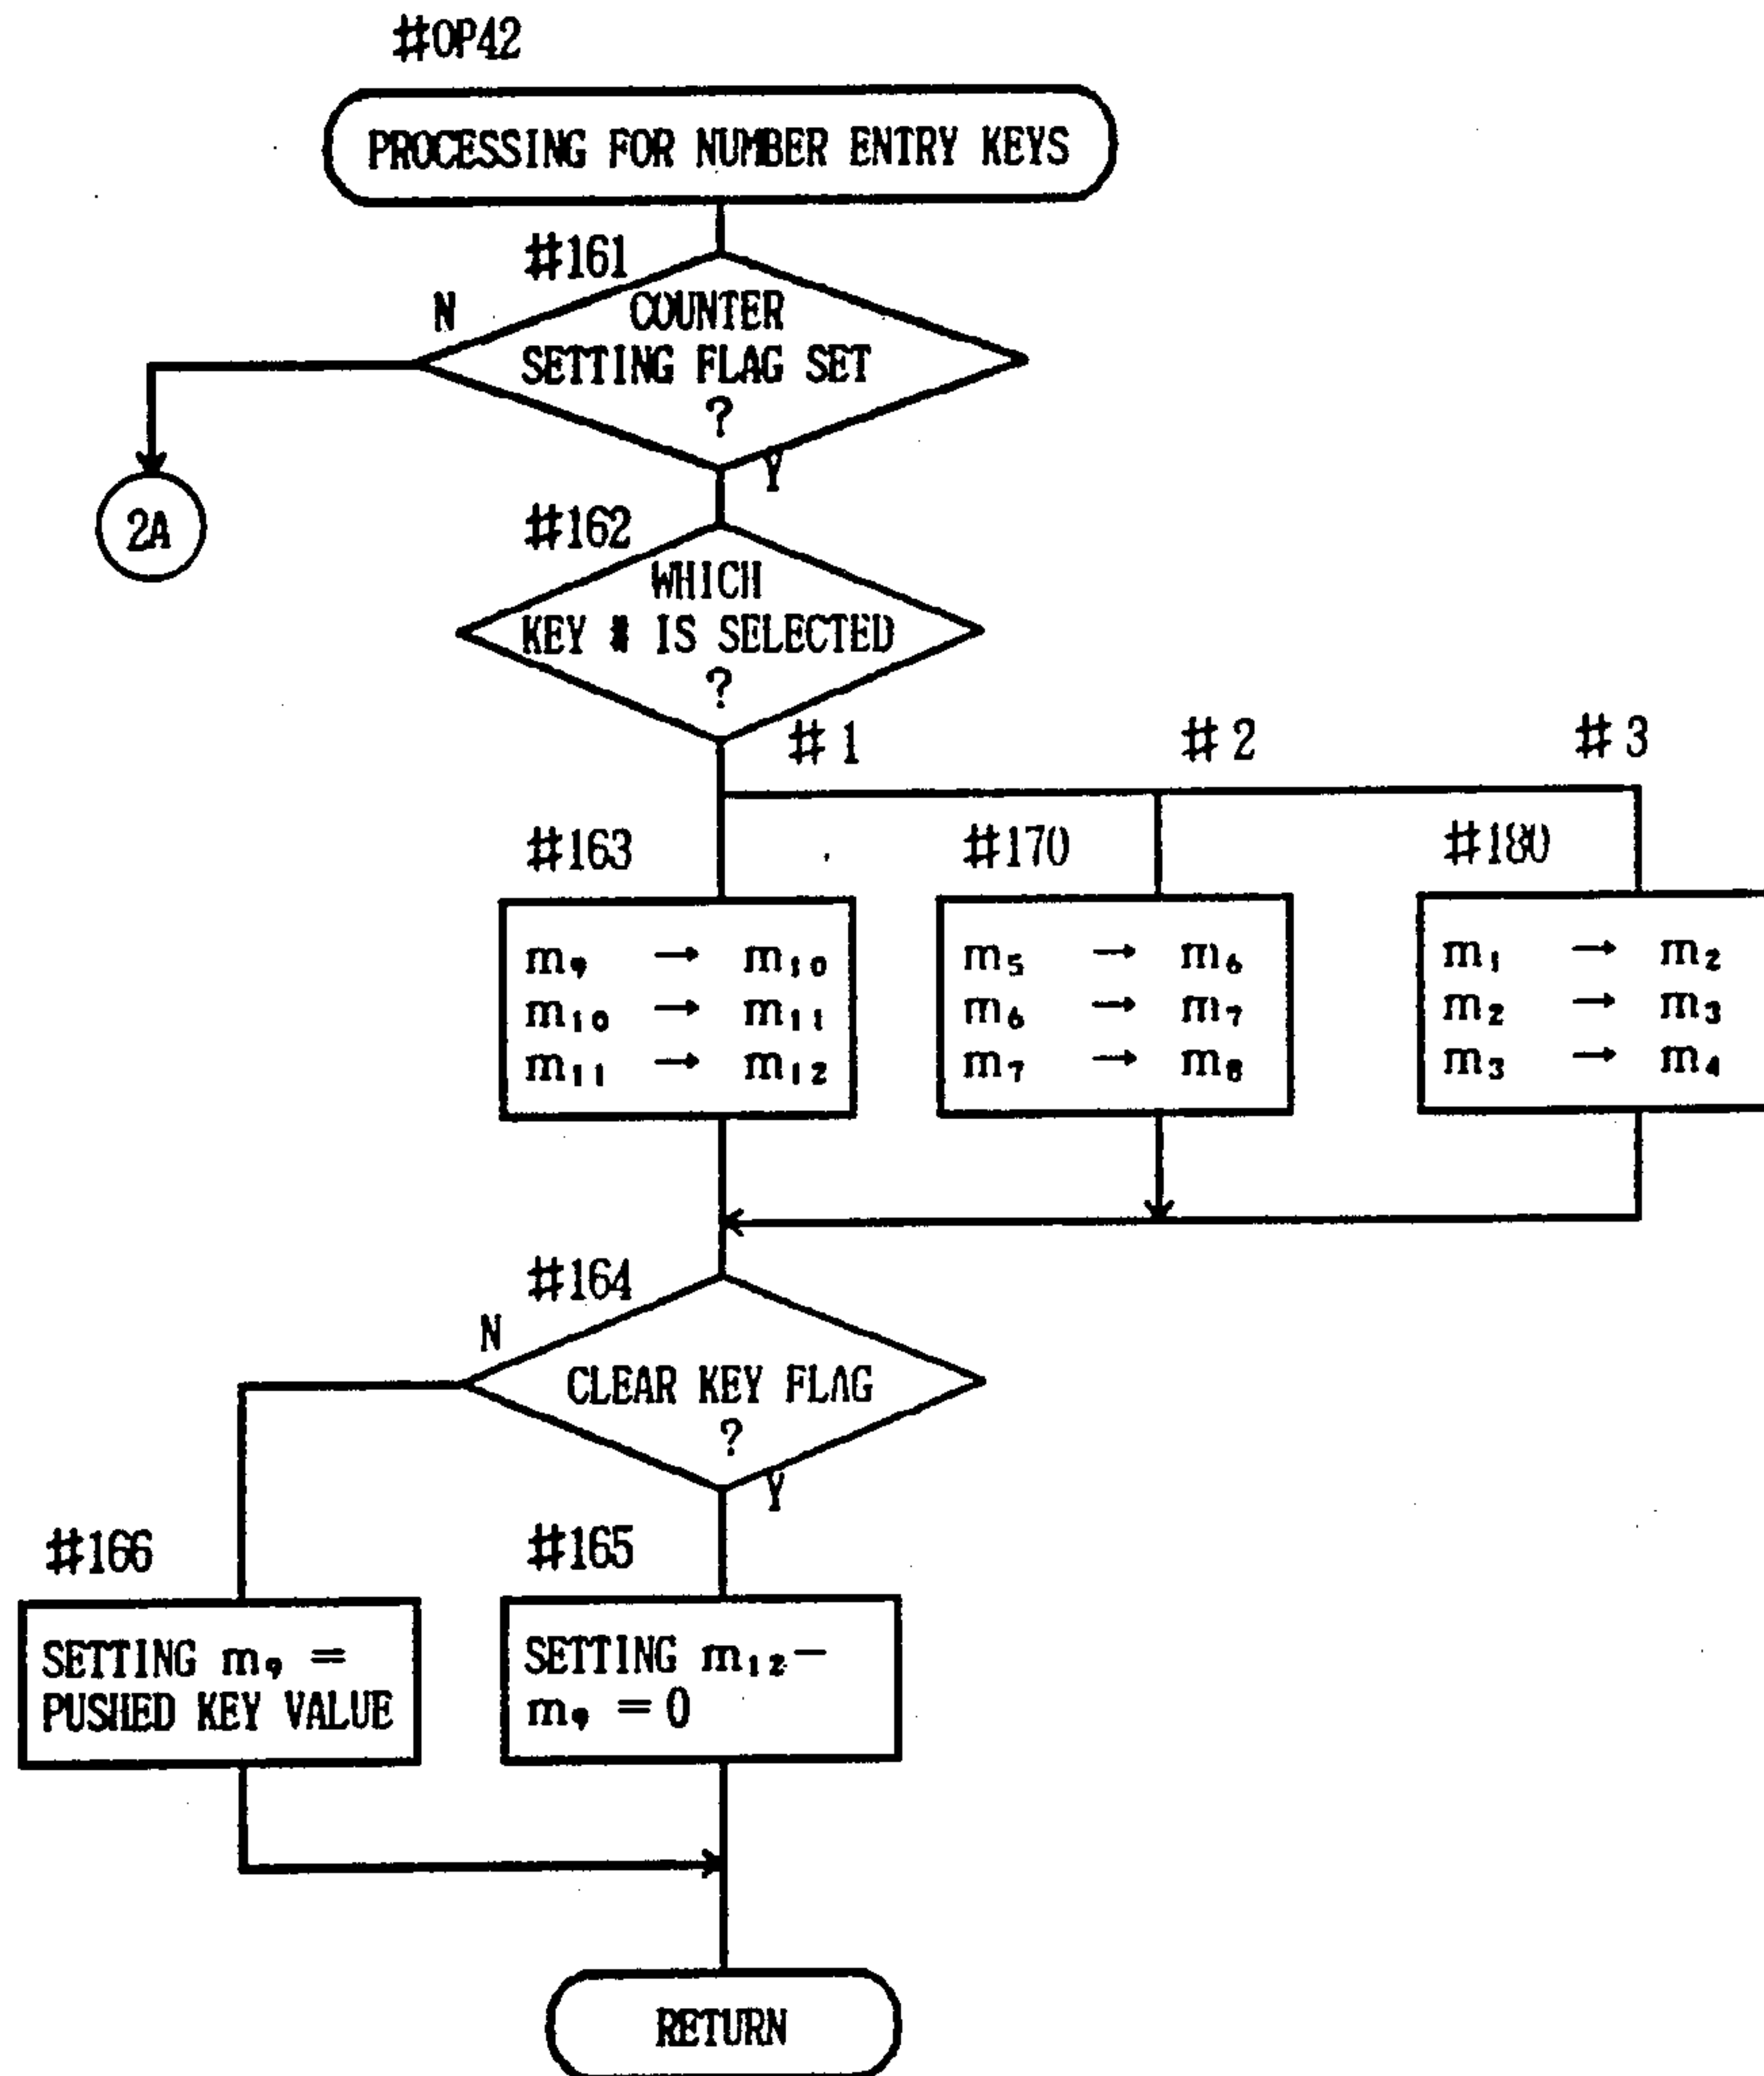 #OP42
PROCESSING FOR NUMBER ENTRY KEYS
#161
N
COUNTER
SETTING FLAG SET
?
Y
2A
#162
WHICH
KEY # IS SELECTED
?
#1
#2
#3
#163
#170
#180
m₉ → m₁₀
m₁₀ → m₁₁
m₁₁ → m₁₂
m₅ → m₆
m₆ → m₇
m₇ → m₈
m₁ → m₂
m₂ → m₃
m₃ → m₄
#164
N
CLEAR KEY FLAG
?
Y
#166
#165
SETTING m₉ =
PUSHED KEY VALUE
SETTING m₁₂−
m₉ = 0
RETURN